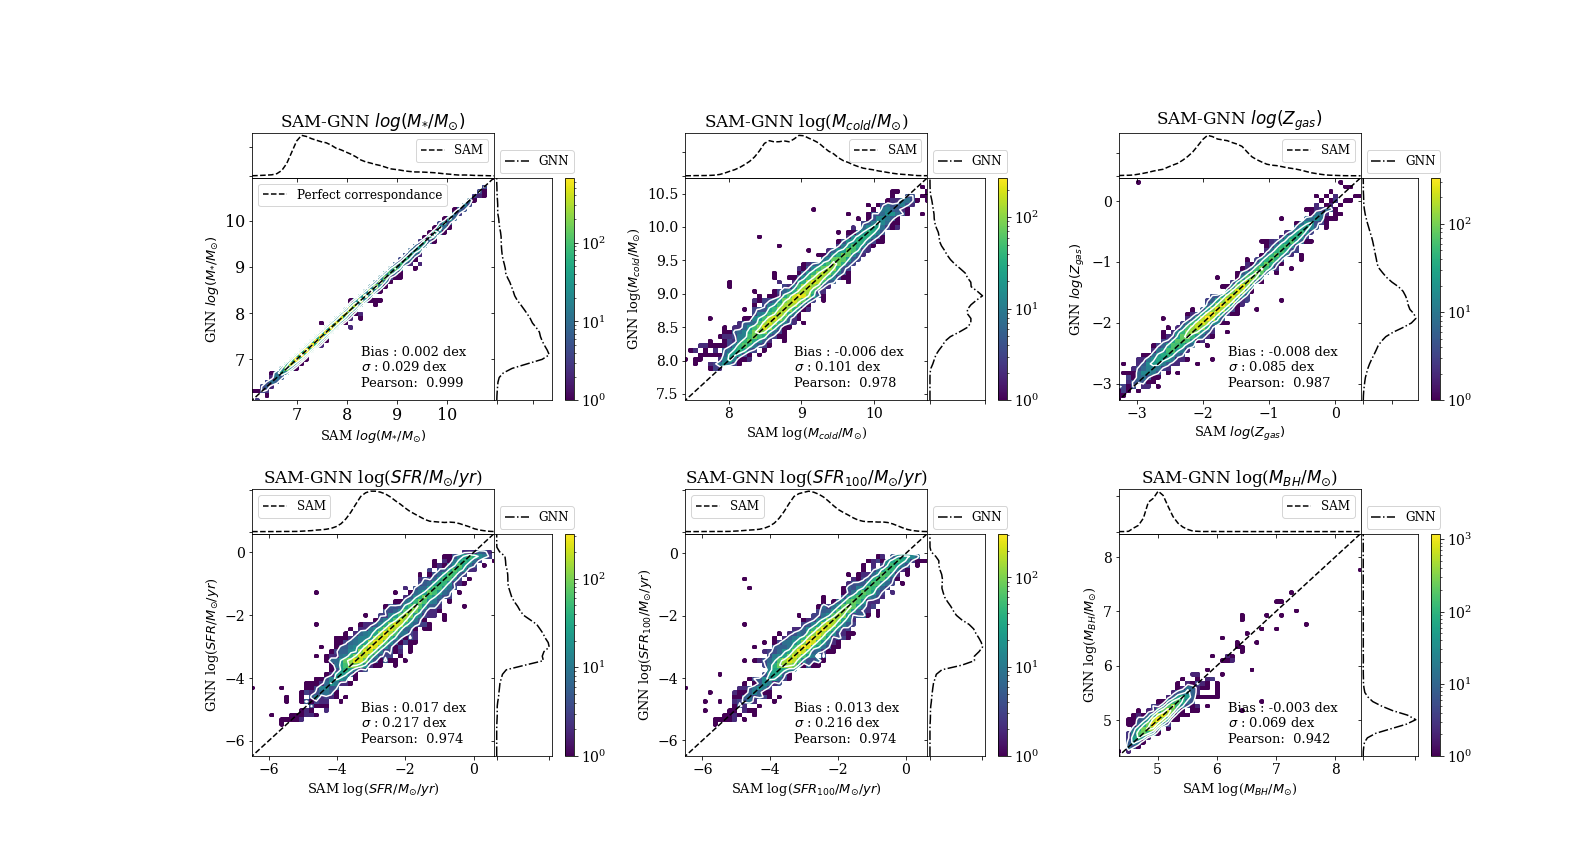 SAM-GNN log(M*/M⊙)
SAM
GNN
Perfect correspondance
10
9
8
7
GNN log(M*/M⊙)
Bias : 0.002 dex
σ : 0.029 dex
Pearson: 0.999
7 8 9 10
SAM log(M*/M⊙)
10²
10¹
10⁰
SAM-GNN log(M_cold/M⊙)
SAM
GNN
10.5
10.0
9.5
9.0
8.5
8.0
7.5
GNN log(M_cold/M⊙)
Bias : -0.006 dex
σ : 0.101 dex
Pearson: 0.978
8 9 10
SAM log(M_cold/M⊙)
10²
10¹
10⁰
SAM-GNN log(Z_gas)
SAM
GNN
0
−1
−2
−3
GNN log(Z_gas)
Bias : -0.008 dex
σ : 0.085 dex
Pearson: 0.987
−3 −2 −1 0
SAM log(Z_gas)
10²
10¹
10⁰
SAM-GNN log(SFR/M⊙/yr)
SAM
GNN
0
−2
−4
−6
GNN log(SFR/M⊙/yr)
Bias : 0.017 dex
σ : 0.217 dex
Pearson: 0.974
−6 −4 −2 0
SAM log(SFR/M⊙/yr)
10²
10¹
10⁰
SAM-GNN log(SFR₁₀₀/M⊙/yr)
SAM
GNN
0
−2
−4
−6
GNN log(SFR₁₀₀/M⊙/yr)
Bias : 0.013 dex
σ : 0.216 dex
Pearson: 0.974
−6 −4 −2 0
SAM log(SFR₁₀₀/M⊙/yr)
10²
10¹
10⁰
SAM-GNN log(M_BH/M⊙)
SAM
GNN
8
7
6
5
GNN log(M_BH/M⊙)
Bias : -0.003 dex
σ : 0.069 dex
Pearson: 0.942
5 6 7 8
SAM log(M_BH/M⊙)
10³
10²
10¹
10⁰